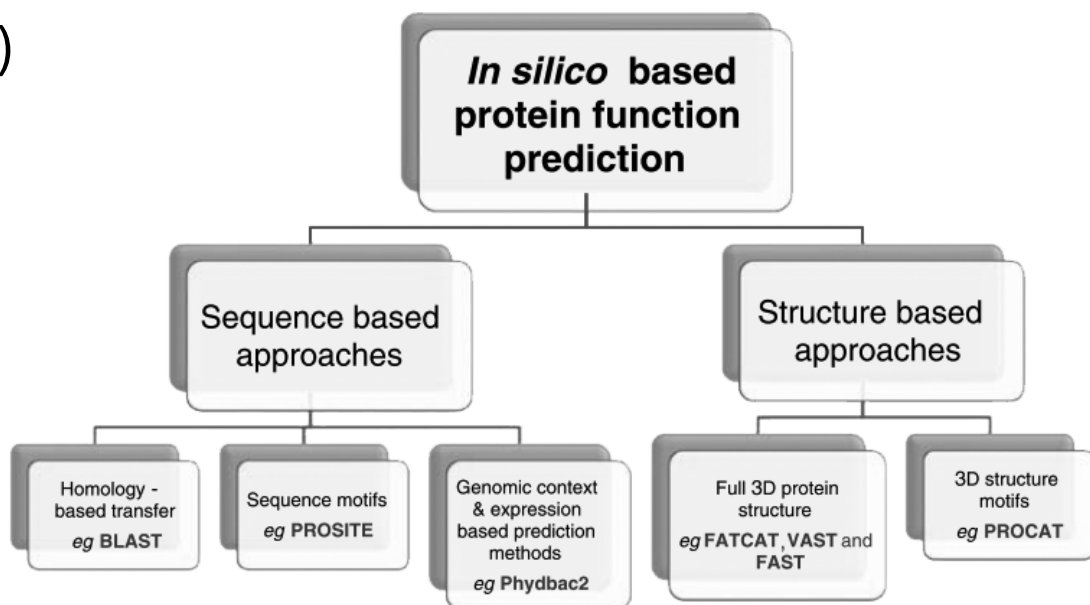 )
In silico based
protein function
prediction
Sequence based
approaches
Structure based
approaches
Homology -
based transfer
eg BLAST
Sequence motifs
eg PROSITE
Genomic context
& expression
based prediction
methods
eg Phydbac2
Full 3D protein
structure
eg FATCAT, VAST and
FAST
3D structure
motifs
eg PROCAT